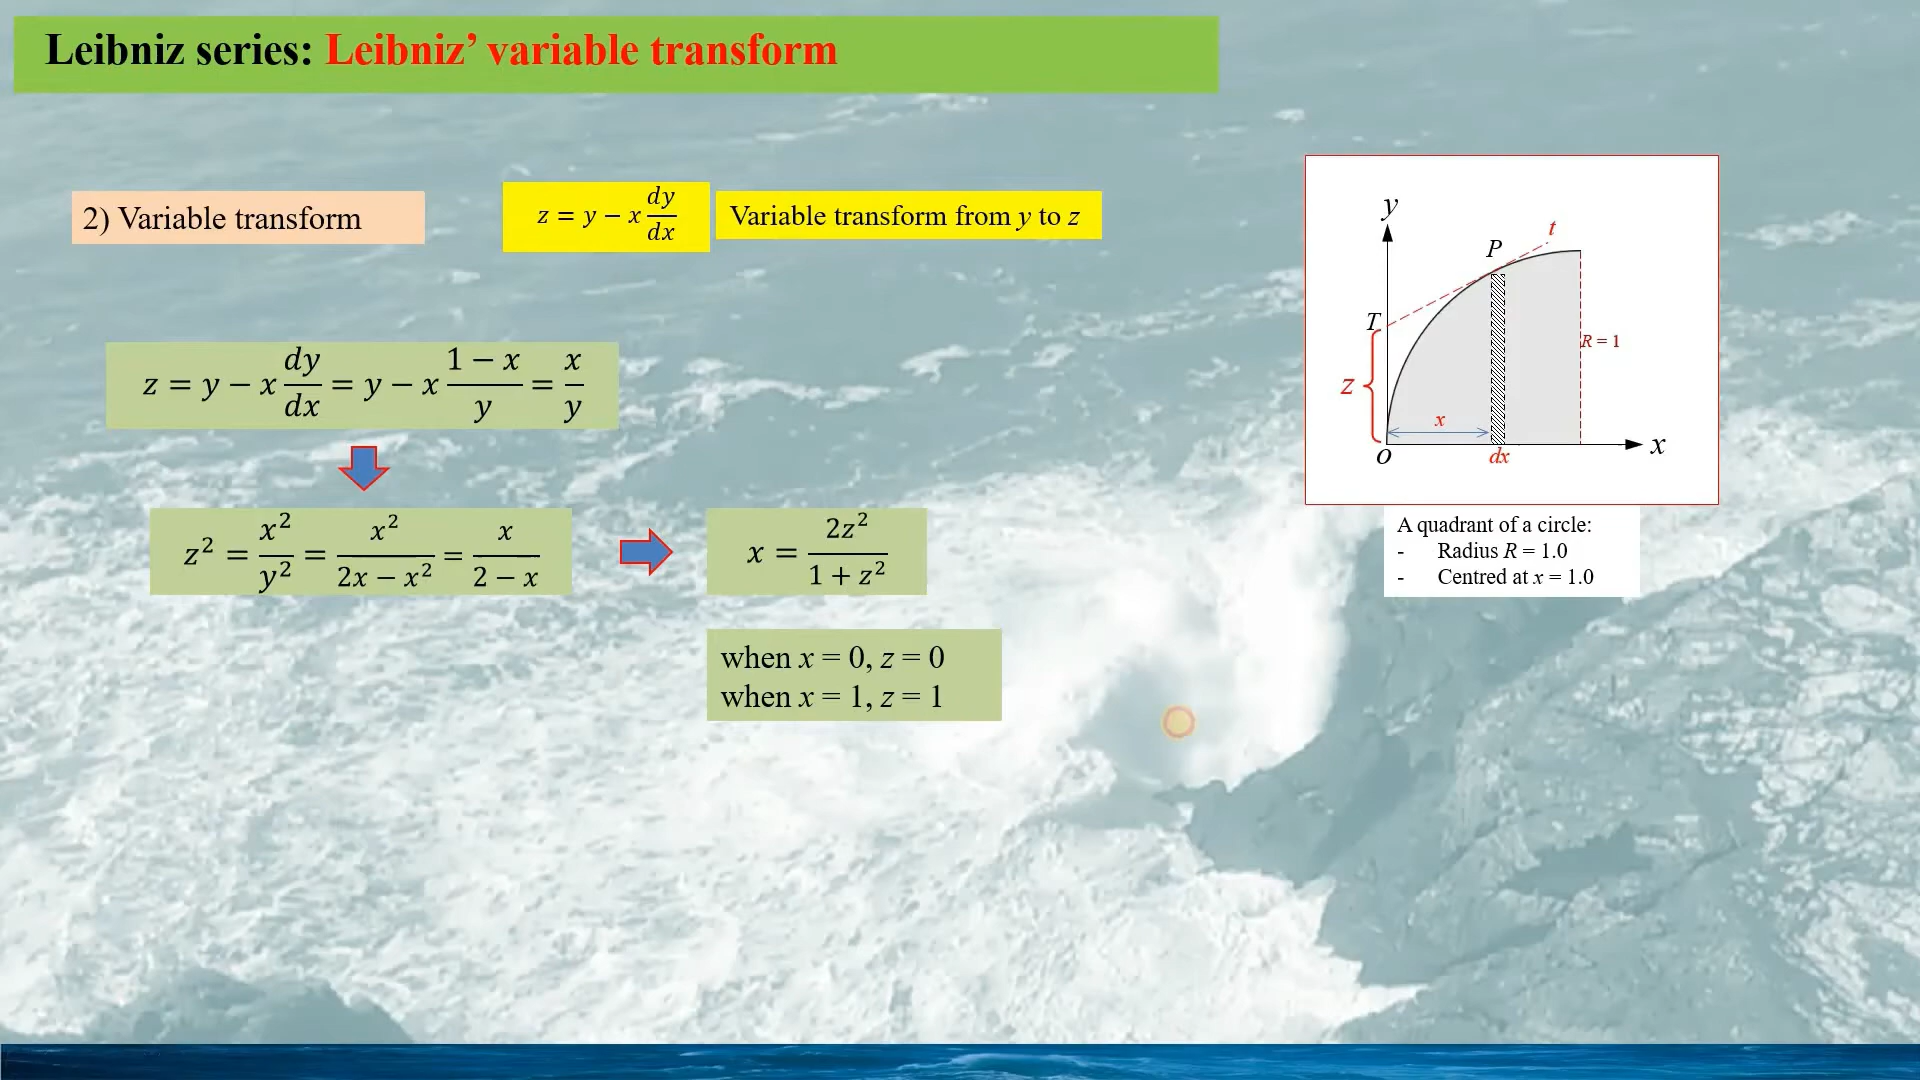 Leibniz series: Leibniz’ variable transform
2) Variable transform
z = y − x dy/dx
Variable transform from y to z
z = y − x dy/dx = y − x (1 − x)/y = x/y
z² = x²/y² = x²/(2x − x²) = x/(2 − x)
x = 2z²/(1 + z²)
when x = 0, z = 0
when x = 1, z = 1
y
t
P
T
R = 1
z
x
x
O
dx
A quadrant of a circle:
- Radius R = 1.0
- Centred at x = 1.0